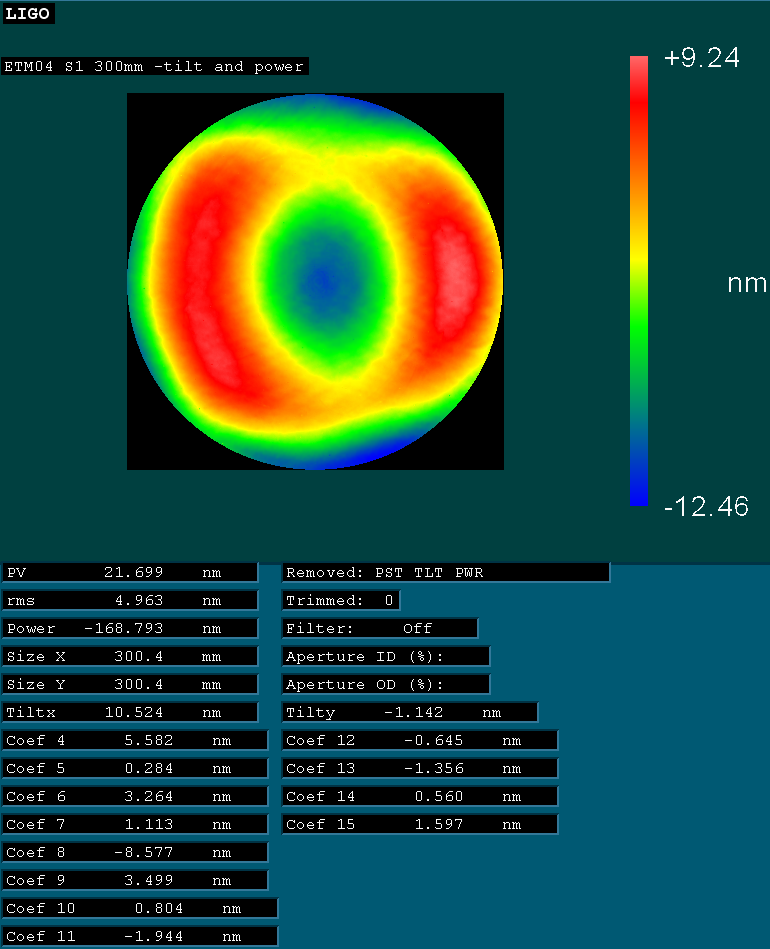 LIGO
ETM04 S1 300mm -tilt and power
+9.24
nm
-12.46
PV 21.699 nm Removed: PST TLT PWR
rms 4.963 nm Trimmed: 0
Power -168.793 nm Filter: Off
Size X 300.4 mm Aperture ID (%):
Size Y 300.4 mm Aperture OD (%):
Tiltx 10.524 nm Tilty -1.142 nm
Coef 4 5.582 nm Coef 12 -0.645 nm
Coef 5 0.284 nm Coef 13 -1.356 nm
Coef 6 3.264 nm Coef 14 0.560 nm
Coef 7 1.113 nm Coef 15 1.597 nm
Coef 8 -8.577 nm
Coef 9 3.499 nm
Coef 10 0.804 nm
Coef 11 -1.944 nm